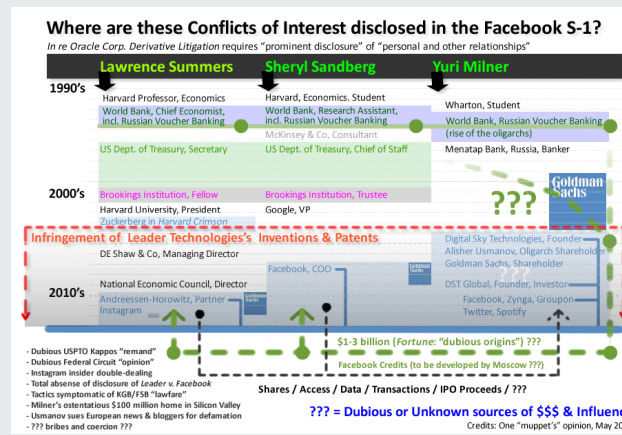 Where are these Conflicts of Interest disclosed in the Facebook S-1?
In re Oracle Corp. Derivative Litigation requires "prominent disclosure" of "personal and other relationships"
Lawrence Summers Sheryl Sandberg Yuri Milner
1990's
Harvard Professor, Economics
World Bank, Chief Economist,
incl. Russian Voucher Banking
US Dept. of Treasury, Secretary
Harvard, Economics. Student
World Bank, Research Assistant,
incl. Russian Voucher Banking
McKinsey & Co, Consultant
US Dept. of Treasury, Chief of Staff
Wharton, Student
World Bank, Russian Voucher Banking
(rise of the oligarchs)
Menatap Bank, Russia, Banker
2000's
Brookings Institution, Fellow
Harvard University, President
Zuckerberg in Harvard Crimson
Brookings Institution, Trustee
Google, VP
???
Goldman
Sachs
Infringement of Leader Technologies's Inventions & Patents
DE Shaw & Co, Managing Director
National Economic Council, Director
2010's
Andreessen-Horowitz, Partner
Instagram
Goldman
Sachs
Facebook, COO
Goldman
Sachs
Digital Sky Technologies, Founder
Alisher Usmanov, Oligarch Shareholder
Goldman Sachs, Shareholder
???
DST Global, Founder, Investor
Facebook, Zynga, Groupon
Twitter, Spotify
$1-3 billion (Fortune: "dubious origins") ???
Facebook Credits (to be developed by Moscow ???)
Shares / Access / Data / Transactions / IPO Proceeds / ???
- Dubious USPTO Kappos "remand"
- Dubious Federal Circuit "opinion"
- Instagram insider double-dealing
- Total absense of disclosure of Leader v. Facebook
- Tactics symptomatic of KGB/FSB "lawfare"
- Milner's ostentatious $100 million home in Silicon Valley
- Usmanov sues European news & bloggers for defamation
- ??? bribes and coercion ???
??? = Dubious or Unknown sources of $$$ & Influen
Credits: One "muppet's" opinion, May 20